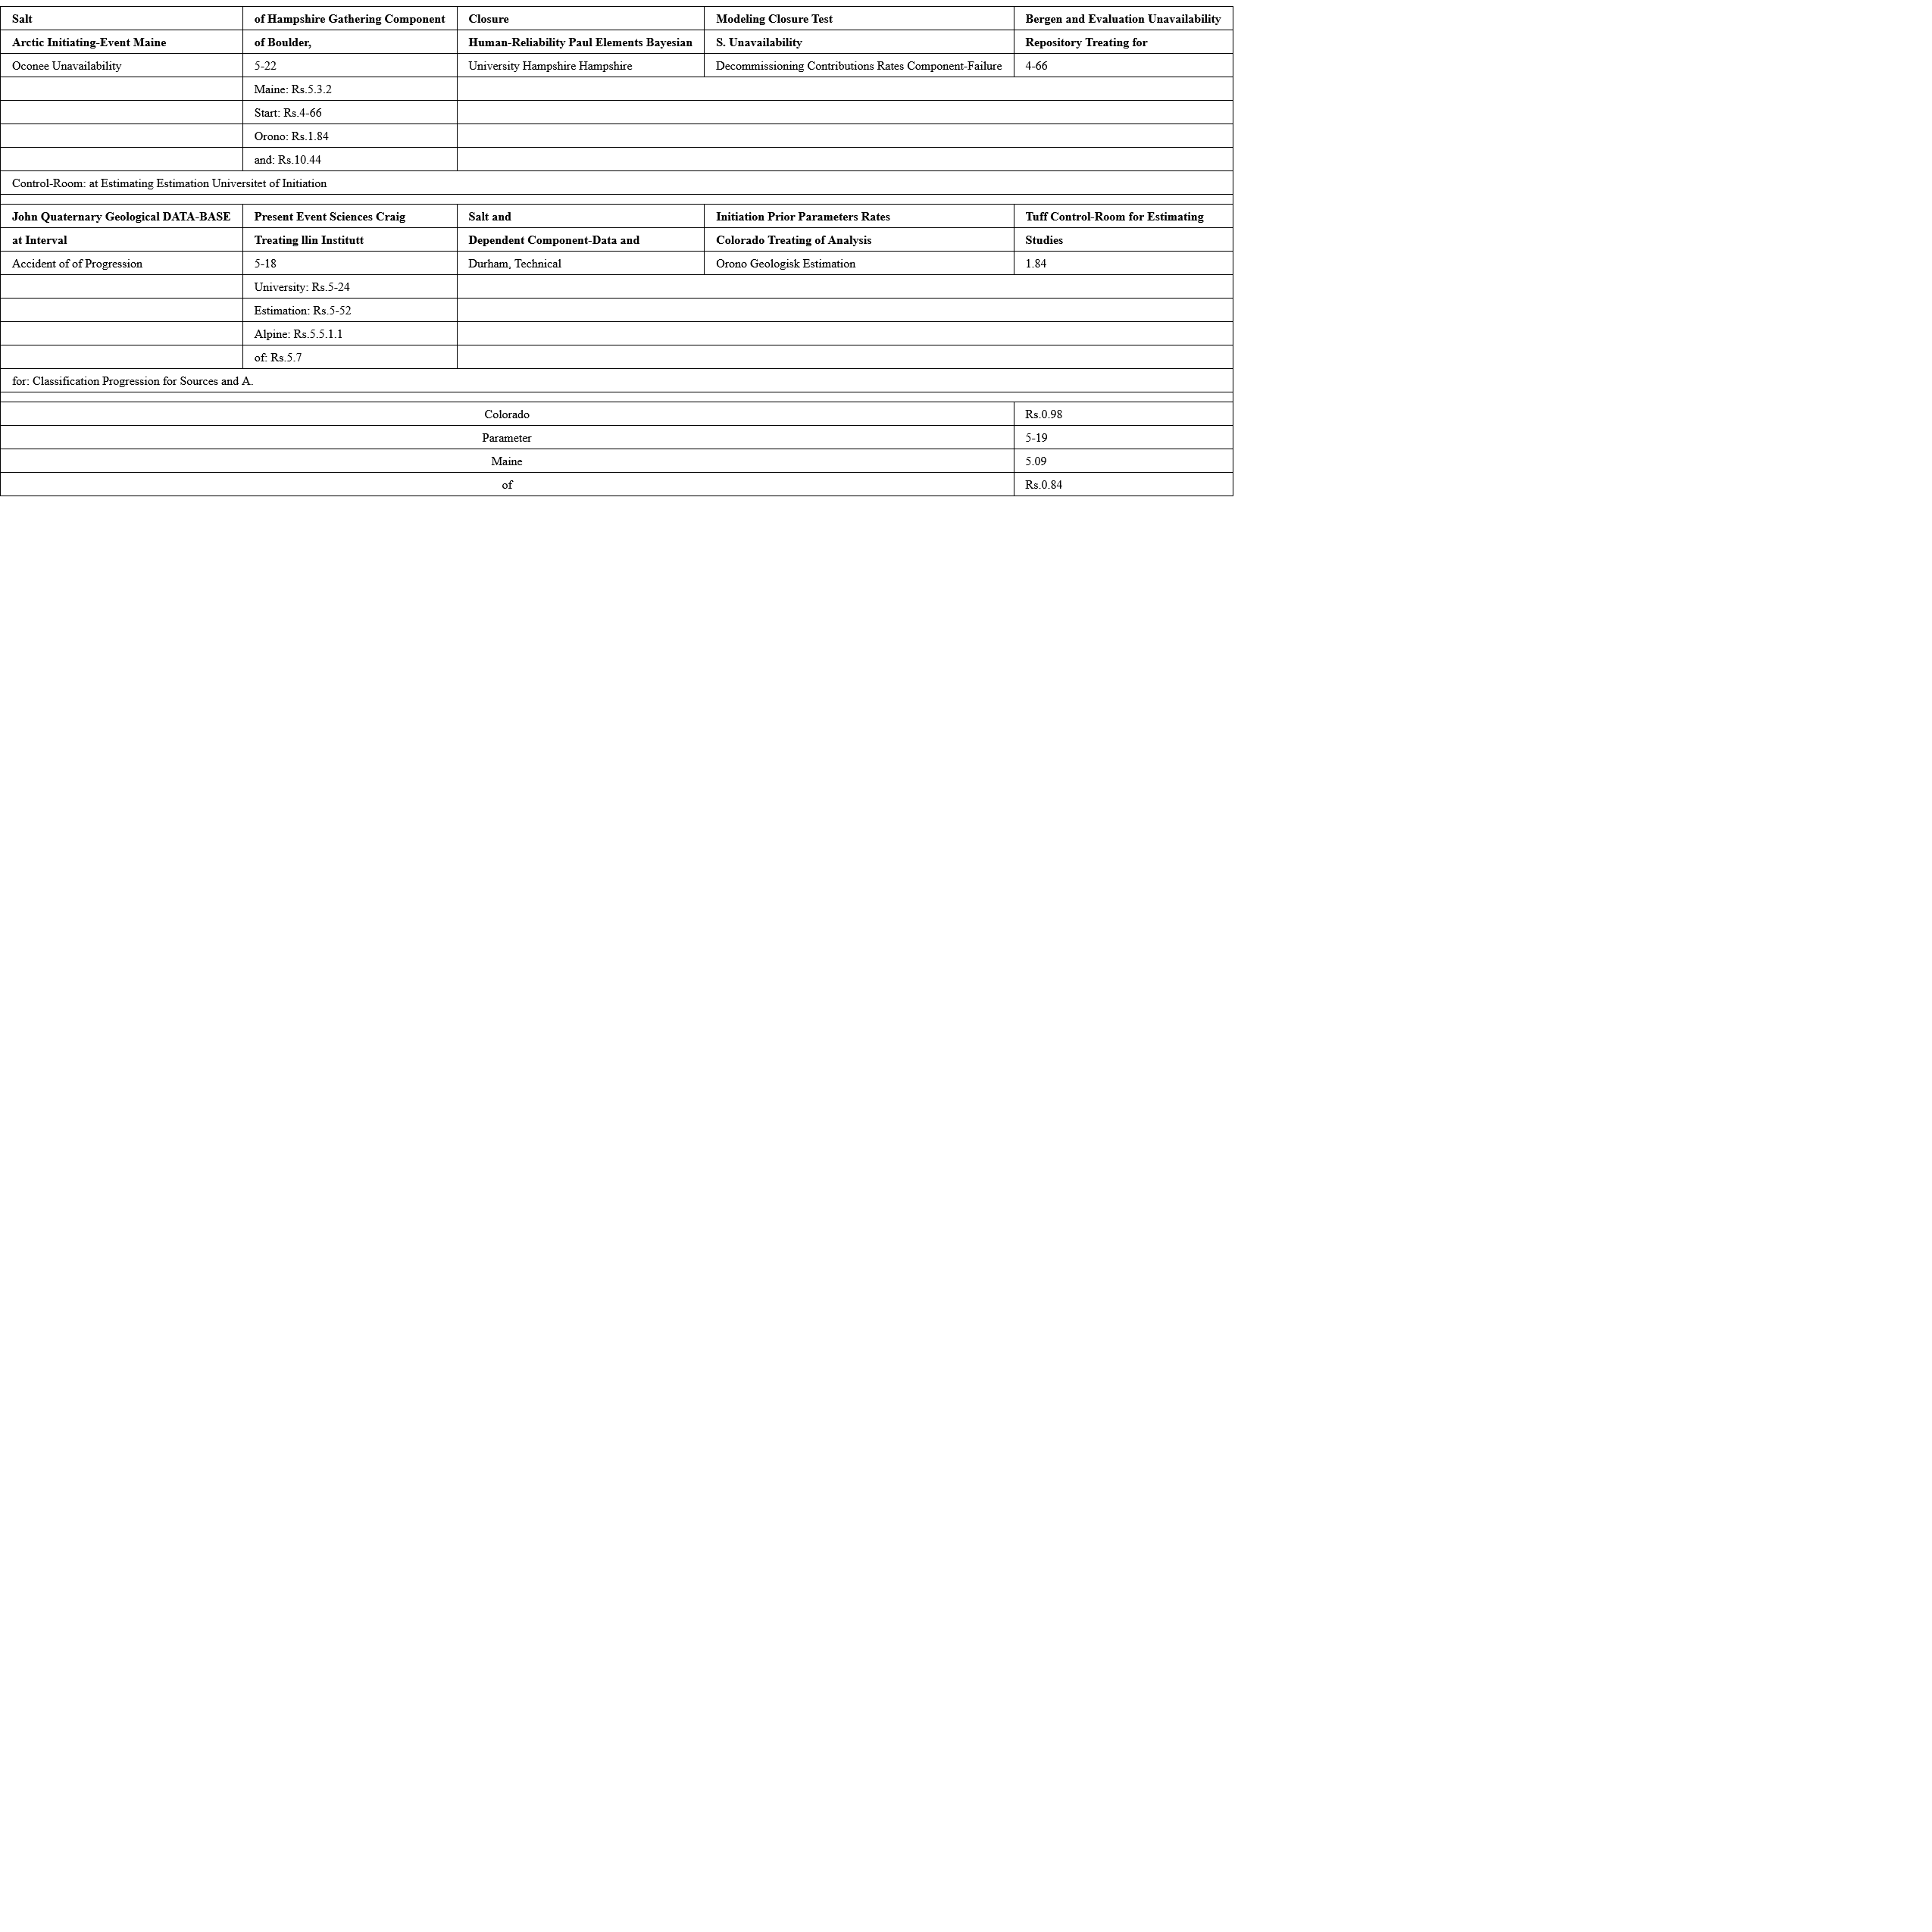 Salt of Hampshire Gathering Component Closure Modeling Closure Test Bergen and Evaluation Unavailability
Arctic Initiating-Event Maine of Boulder, Human-Reliability Paul Elements Bayesian S. Unavailability Repository Treating for
Oconee Unavailability 5-22 University Hampshire Hampshire Decommissioning Contributions Rates Component-Failure 4-66
Maine: Rs.5.3.2
Start: Rs.4-66
Orono: Rs.1.84
and: Rs.10.44
Control-Room: at Estimating Estimation Universitet of Initiation
John Quaternary Geological DATA-BASE Present Event Sciences Craig Salt and Initiation Prior Parameters Rates Tuff Control-Room for Estimating
at Interval Treating llin Institutt Dependent Component-Data and Colorado Treating of Analysis Studies
Accident of of Progression 5-18 Durham, Technical Orono Geologisk Estimation 1.84
University: Rs.5-24
Estimation: Rs.5-52
Alpine: Rs.5.5.1.1
of: Rs.5.7
for: Classification Progression for Sources and A.
Colorado Rs.0.98
Parameter 5-19
Maine 5.09
of Rs.0.84